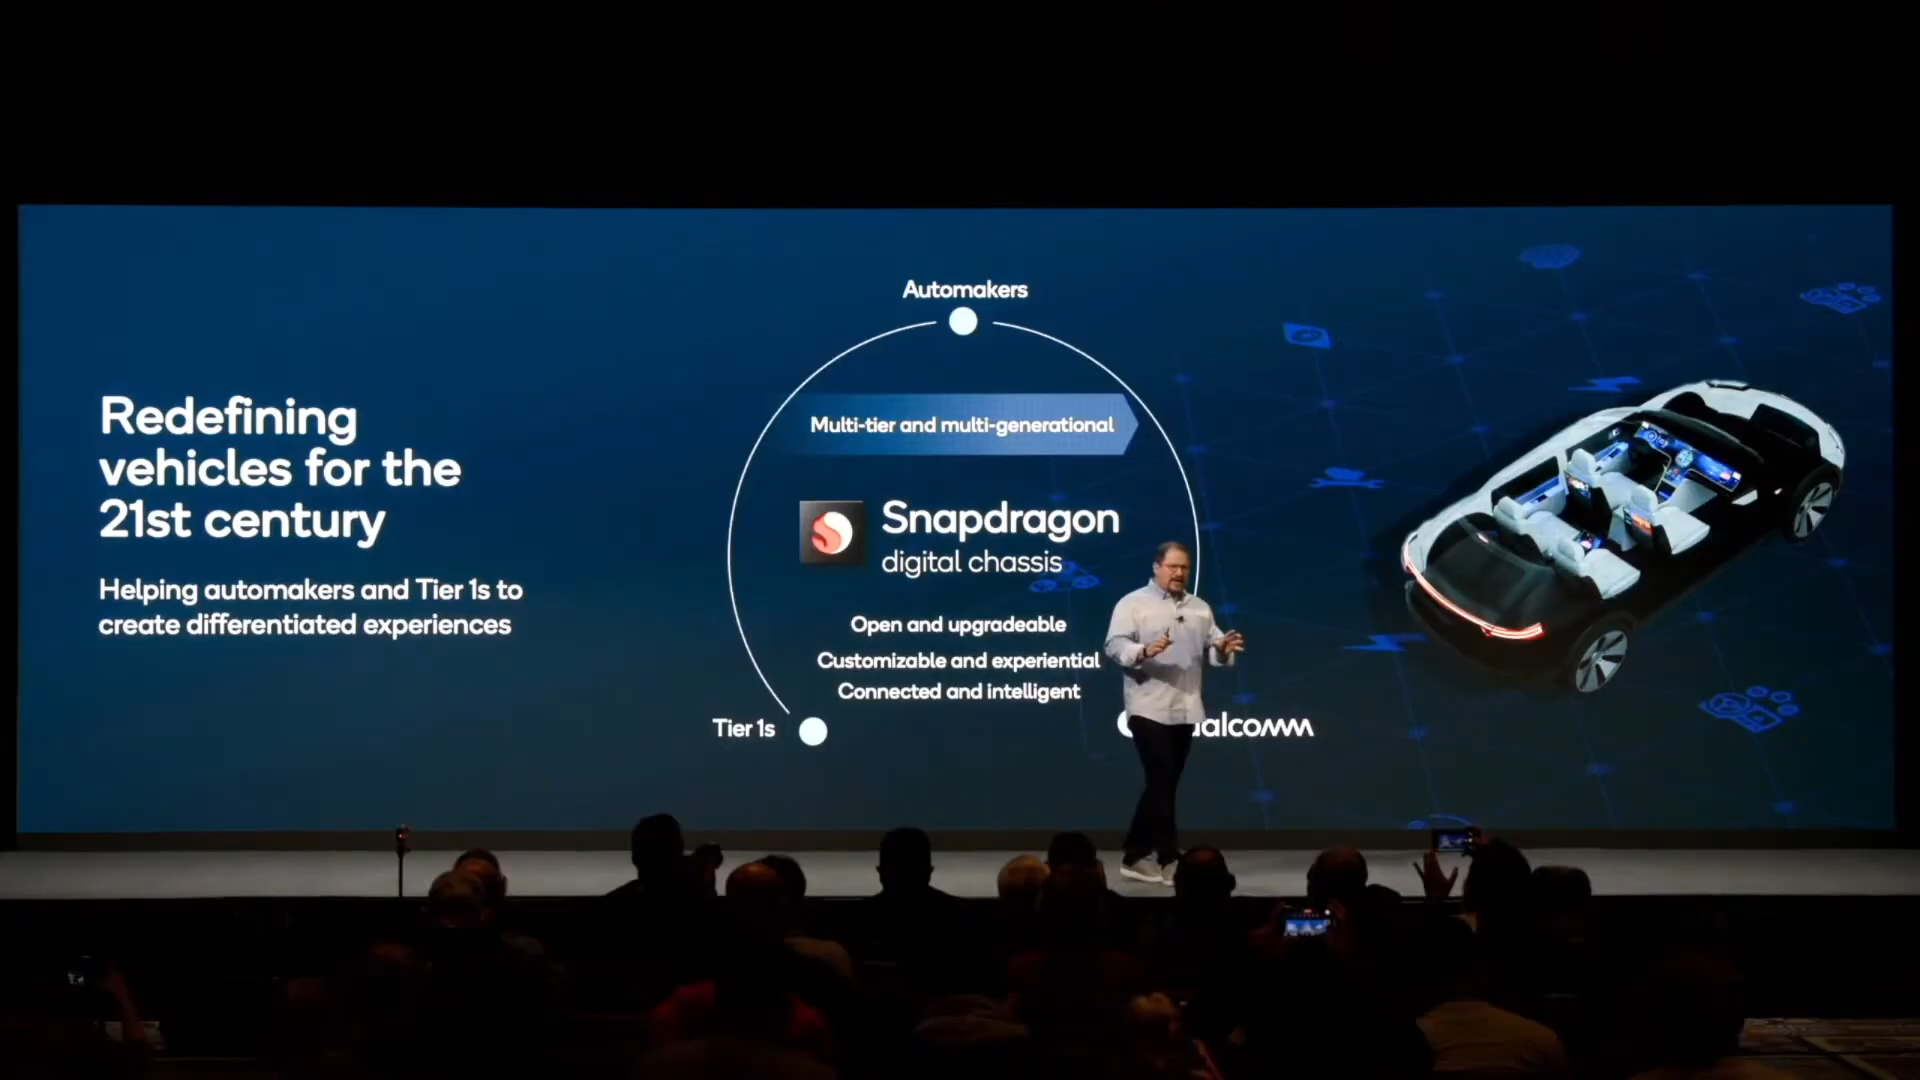 Redefining
vehicles for the
21st century
Helping automakers and Tier 1s to
create differentiated experiences
Automakers
Multi-tier and multi-generational
Snapdragon
digital chassis
Open and upgradeable
Customizable and experiential
Connected and intelligent
Tier 1s